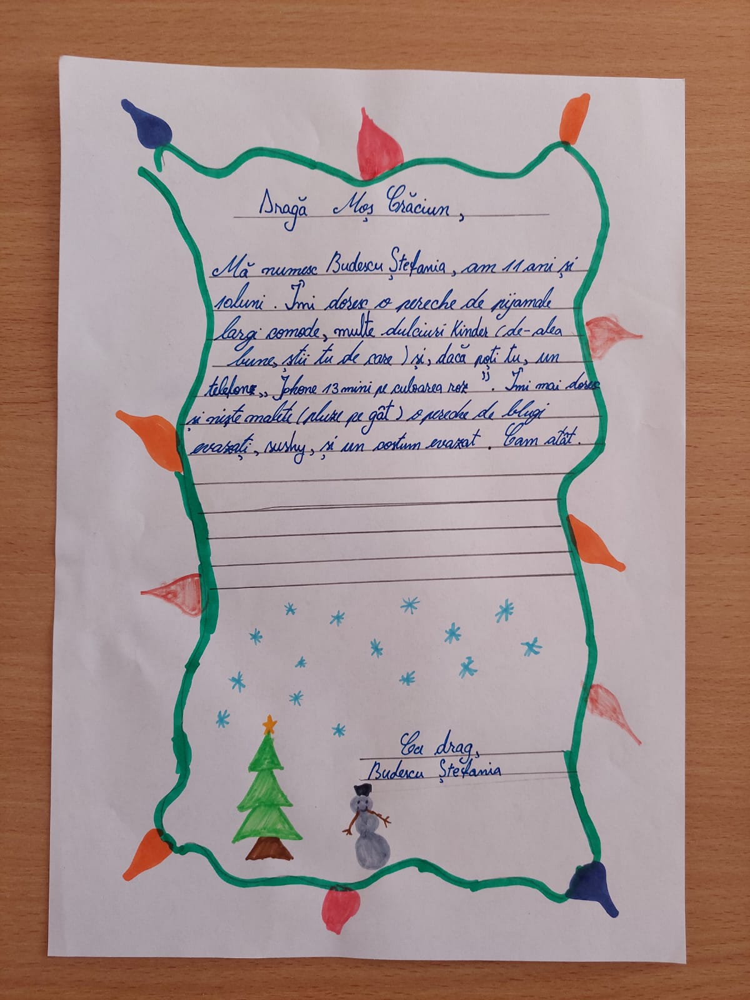 Dragă Moș Crăciun,
Mă numesc Budescu Ștefania, am 11 ani și
10luni. Îmi doresc o pereche de pijamale
largi comode, multe dulciuri Kinder (de-alea
bune, știi tu de care) și, dacă poți tu, un
telefon „ Iphone 13 mini pe culoarea roz ”. Îmi mai doresc
și niște malete (pluze pe gât) o pereche de blugi
evazați, sushy, și un costum evazat. Cam atât.
Cu drag,
Budescu Ștefania